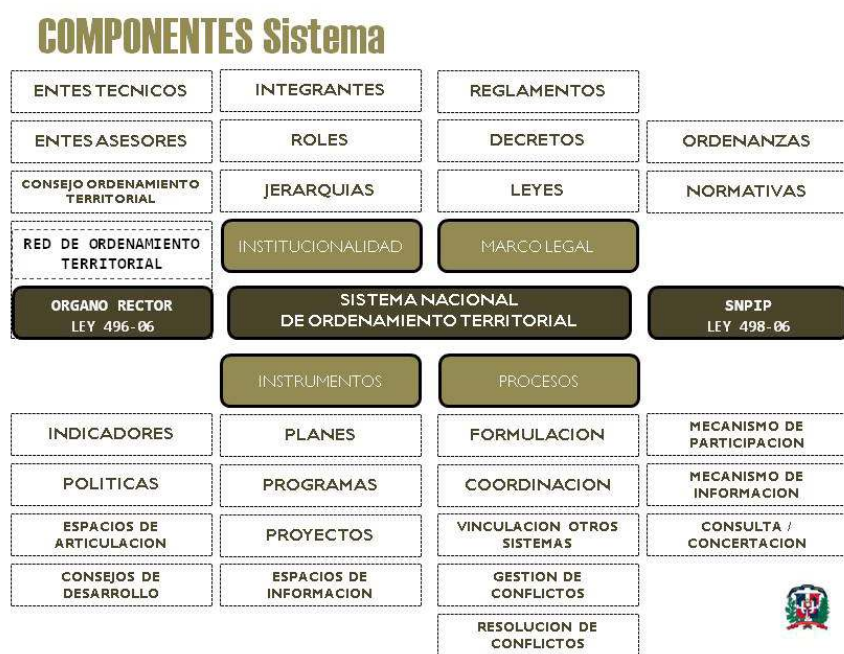 COMPONENTES Sistema
ENTES TECNICOS
INTEGRANTES
REGLAMENTOS
ENTES ASESORES
ROLES
DECRETOS
ORDENANZAS
CONSEJO ORDENAMIENTO
TERRITORIAL
JERARQUIAS
LEYES
NORMATIVAS
RED DE ORDENAMIENTO
TERRITORIAL
INSTITUCIONALIDAD
MARCO LEGAL
ORGANO RECTOR
LEY 496-06
SISTEMA NACIONAL
DE ORDENAMIENTO TERRITORIAL
SNPIP
LEY 498-06
INSTRUMENTOS
PROCESOS
INDICADORES
PLANES
FORMULACION
MECANISMO DE
PARTICIPACION
POLITICAS
PROGRAMAS
COORDINACION
MECANISMO DE
INFORMACION
ESPACIOS DE
ARTICULACION
PROYECTOS
VINCULACION OTROS
SISTEMAS
CONSULTA /
CONCERTACION
CONSEJOS DE
DESARROLLO
ESPACIOS DE
INFORMACION
GESTION DE
CONFLICTOS
RESOLUCION DE
CONFLICTOS